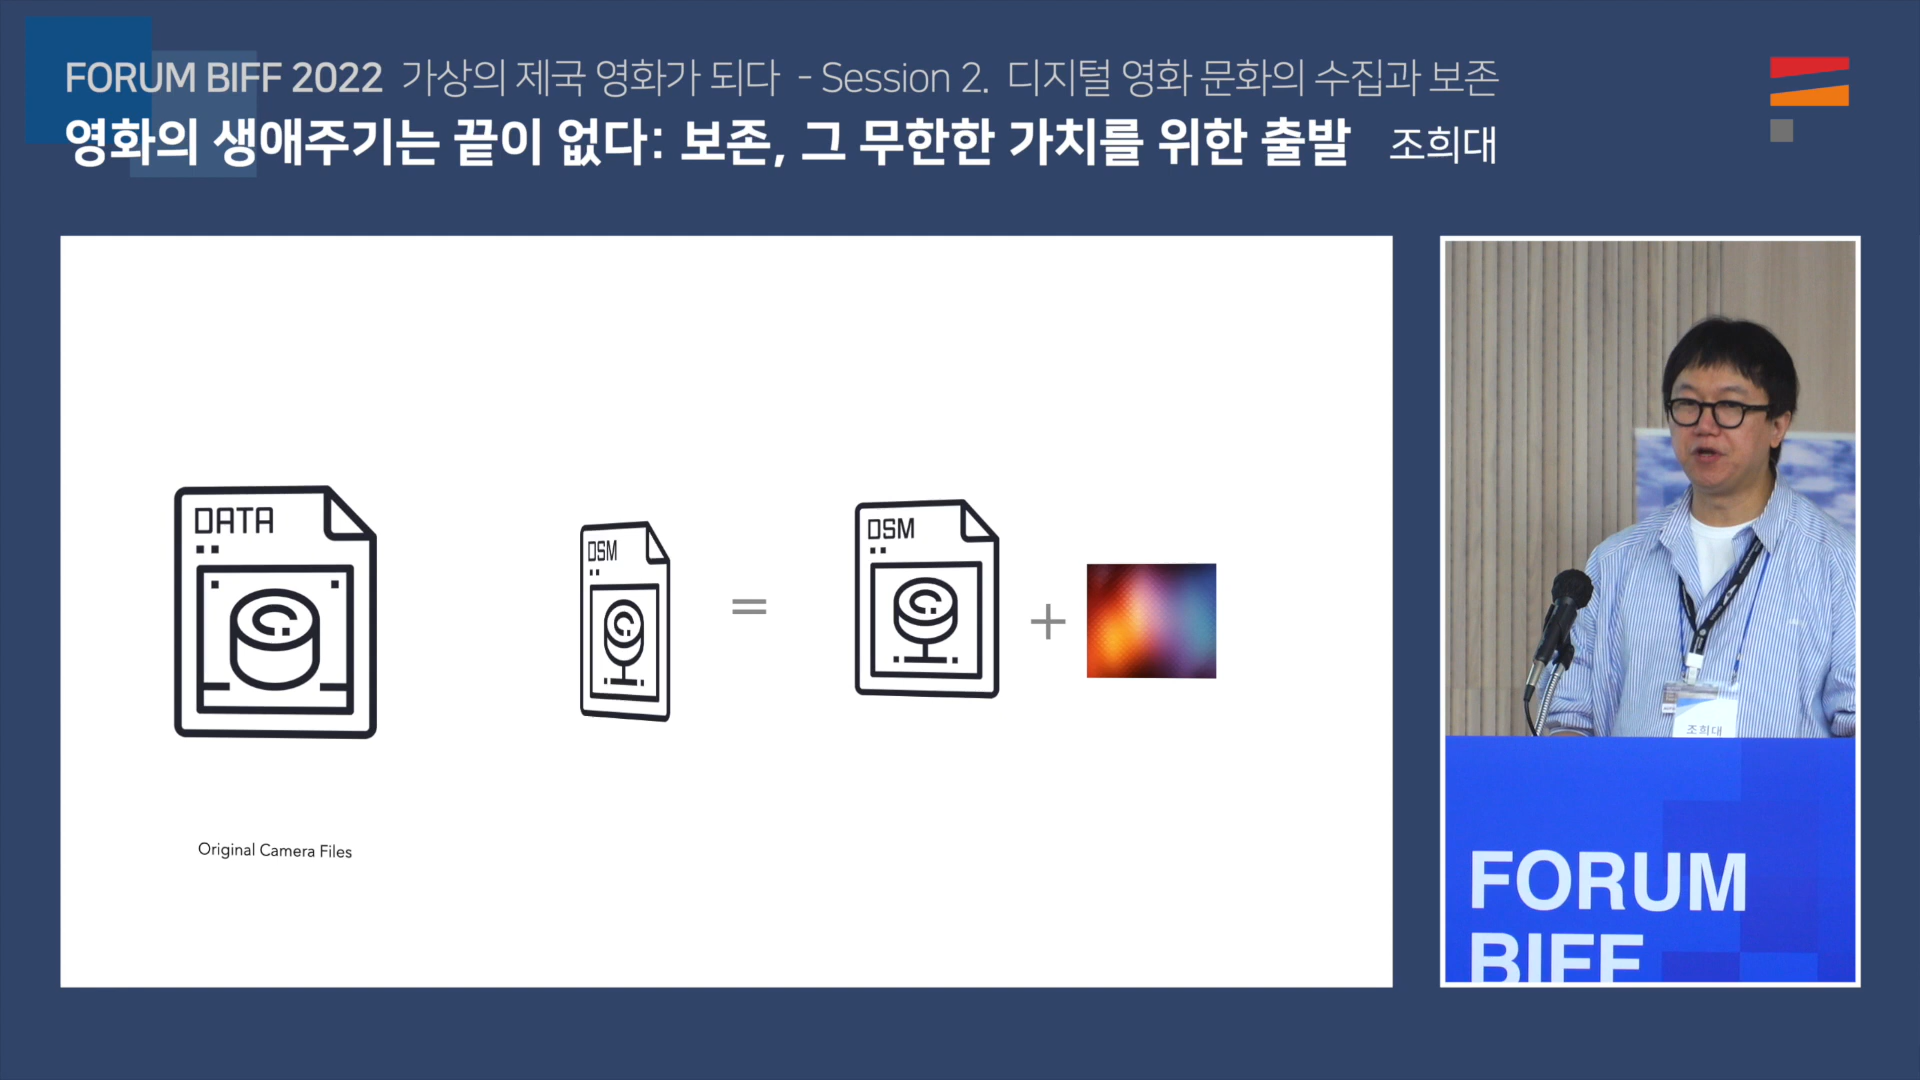 FORUM BIFF 2022 가상의 제국 영화가 되다 - Session 2. 디지털 영화 문화의 수집과 보존
영화의 생애주기는 끝이 없다: 보존, 그 무한한 가치를 위한 출발 조희대
DATA
DSM
=
DSM
+
Original Camera Files
조희대
FORUM
BIFF